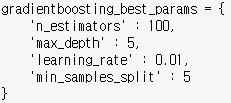 gradientboosting_best_params = {
    'n_estimators' : 100,
    'max_depth' : 5,
    'learning_rate' : 0.01,
    'min_samples_split' : 5
}